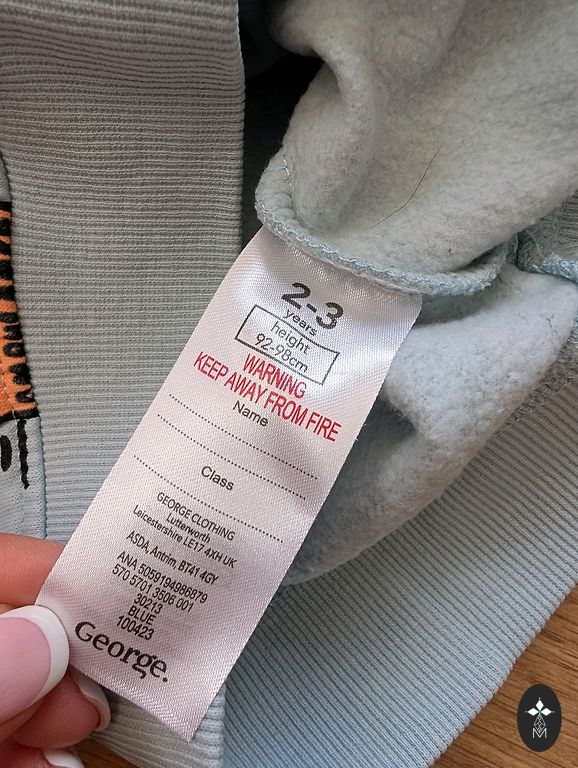 2-3
years
height
92-98cm
WARNING
KEEP AWAY FROM FIRE
Name
Class
GEORGE CLOTHING
Lutterworth
Leicestershire LE17 4XH UK
ASDA, Antrim, BT41 4GY
ANA 5059194986879
570 5701 3506 001
30213
BLUE
100423
George.
M